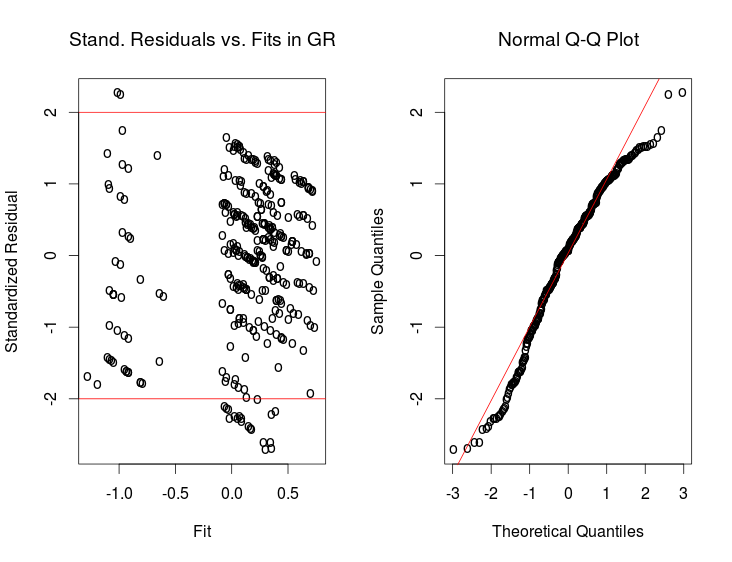 Stand. Residuals vs. Fits in GR
Standardized Residual
2
1
0
-1
-2
-1.0 -0.5 0.0 0.5
Fit
Normal Q-Q Plot
Sample Quantiles
2
1
0
-1
-2
-3 -2 -1 0 1 2 3
Theoretical Quantiles